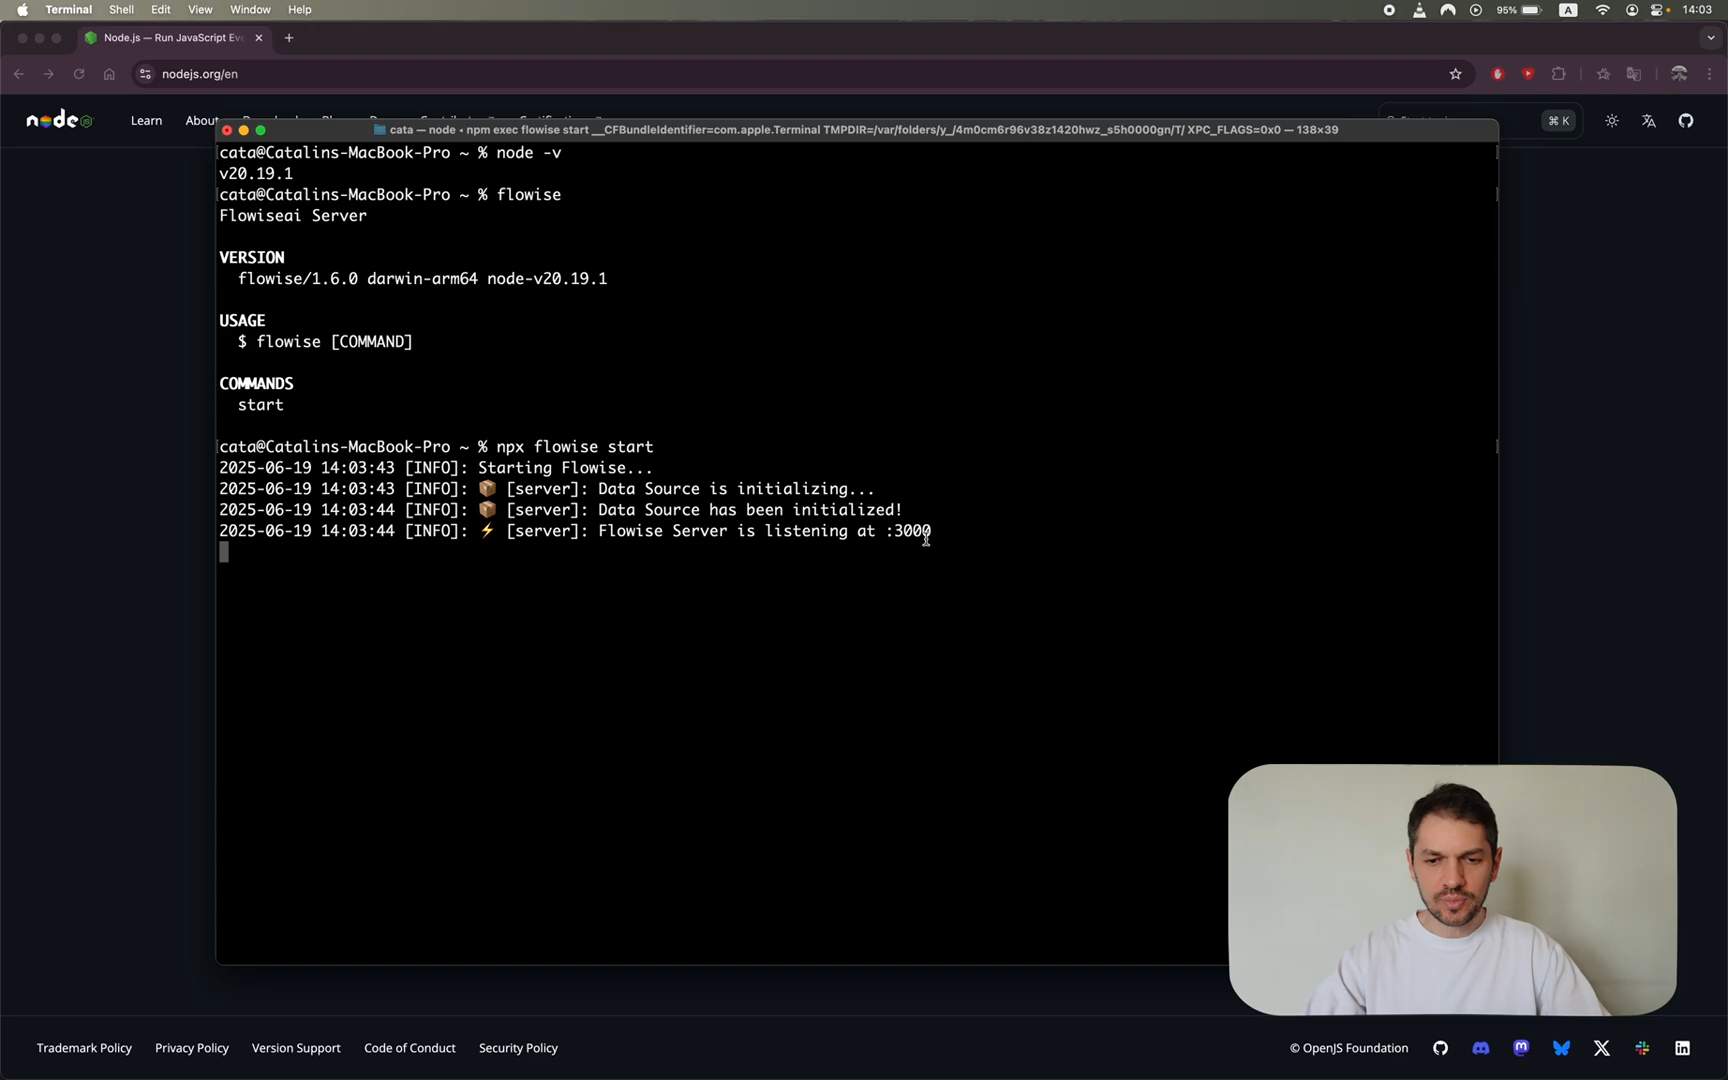 Terminal Shell Edit View Window Help 95% A 14:03
Node.js — Run JavaScript Ev
nodejs.org/en
node JS Learn About ⌘ K
cata — node ◂ npm exec flowise start __CFBundleIdentifier=com.apple.Terminal TMPDIR=/var/folders/y_/4m0cm6r96v38z1420hwz_s5h0000gn/T/ XPC_FLAGS=0x0 — 138×39
cata@Catalins-MacBook-Pro ~ % node -v
v20.19.1
cata@Catalins-MacBook-Pro ~ % flowise
Flowiseai Server
VERSION
flowise/1.6.0 darwin-arm64 node-v20.19.1
USAGE
$ flowise [COMMAND]
COMMANDS
start
cata@Catalins-MacBook-Pro ~ % npx flowise start
2025-06-19 14:03:43 [INFO]: Starting Flowise...
2025-06-19 14:03:43 [INFO]: 📦 [server]: Data Source is initializing...
2025-06-19 14:03:44 [INFO]: 📦 [server]: Data Source has been initialized!
2025-06-19 14:03:44 [INFO]: ⚡ [server]: Flowise Server is listening at :3000
Trademark Policy Privacy Policy Version Support Code of Conduct Security Policy © OpenJS Foundation